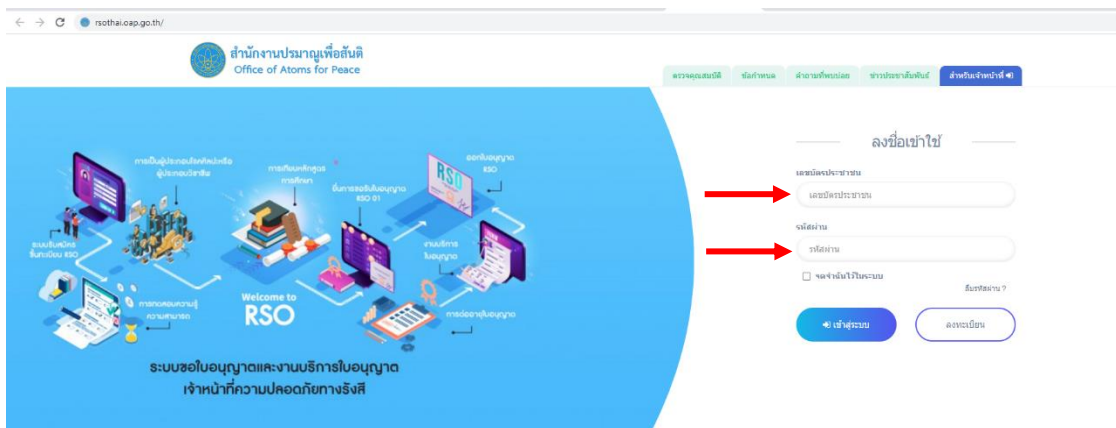 rsothai.oap.go.th/
สำนักงานปรมาณูเพื่อสันติ
Office of Atoms for Peace
ตรวจคุณสมบัติ
ข้อกำหนด
คำถามที่พบบ่อย
ข่าวประชาสัมพันธ์
สำหรับเจ้าหน้าที่
การเป็นผู้ประกอบโรคศิลปะหรือ
ผู้ประกอบวิชาชีพ
การเทียบหลักสูตร
การศึกษา
ยื่นการขอรับใบอนุญาต
RSO 01
ออกใบอนุญาต
RSO
RSO
ระบบรับสมัคร
ขึ้นทะเบียน RSO
งานบริการ
ใบอนุญาต
การทดสอบความรู้
ความสามารถ
Welcome to
RSO
การต่ออายุใบอนุญาต
ระบบขอใบอนุญาตและงานบริการใบอนุญาต
เจ้าหน้าที่ความปลอดภัยทางรังสี
ลงชื่อเข้าใช้
เลขบัตรประชาชน
เลขบัตรประชาชน
รหัสผ่าน
รหัสผ่าน
จดจำฉันไว้ในระบบ
ลืมรหัสผ่าน ?
เข้าสู่ระบบ
ลงทะเบียน